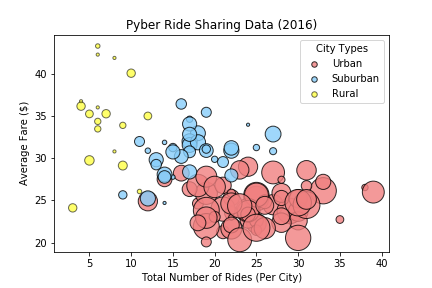 Pyber Ride Sharing Data (2016)
City Types
Urban
Suburban
Rural
Average Fare ($)
40
35
30
25
20
5 10 15 20 25 30 35 40
Total Number of Rides (Per City)